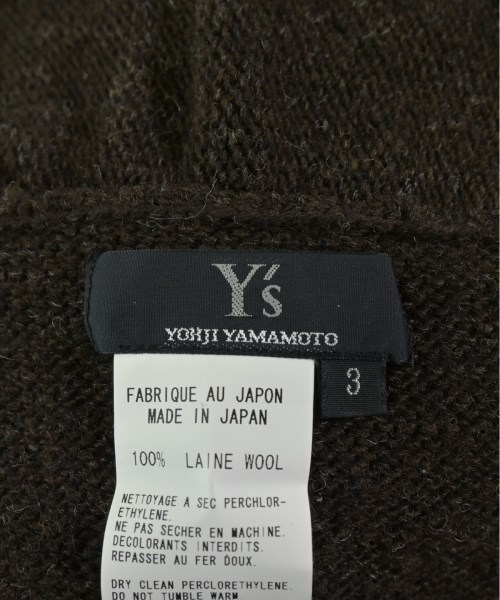 Y's
YOHJI YAMAMOTO
3
FABRIQUE AU JAPON
MADE IN JAPAN
100% LAINE WOOL
NETTOYAGE A SEC PERCHLOR-
ETHYLENE.
NE PAS SECHER EN MACHINE.
DECOLORANTS INTERDITS.
REPASSER AU FER DOUX.
DRY CLEAN PERCLORETHYLENE.
DO NOT TUMBLE WARM